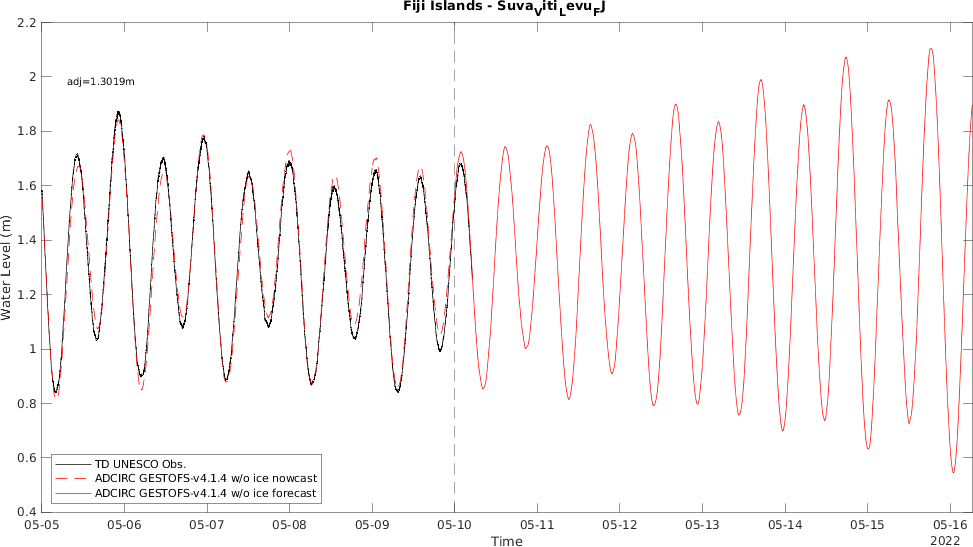 Fiji Islands - SuvaVitiLevuFJ
2.2
2
1.8
1.6
1.4
1.2
1
0.8
0.6
0.4
Water Level (m)
adj=1.3019m
TD UNESCO Obs.
ADCIRC GESTOFS-v4.1.4 w/o ice nowcast
ADCIRC GESTOFS-v4.1.4 w/o ice forecast
05-05 05-06 05-07 05-08 05-09 05-10 05-11 05-12 05-13 05-14 05-15 05-16
Time 2022